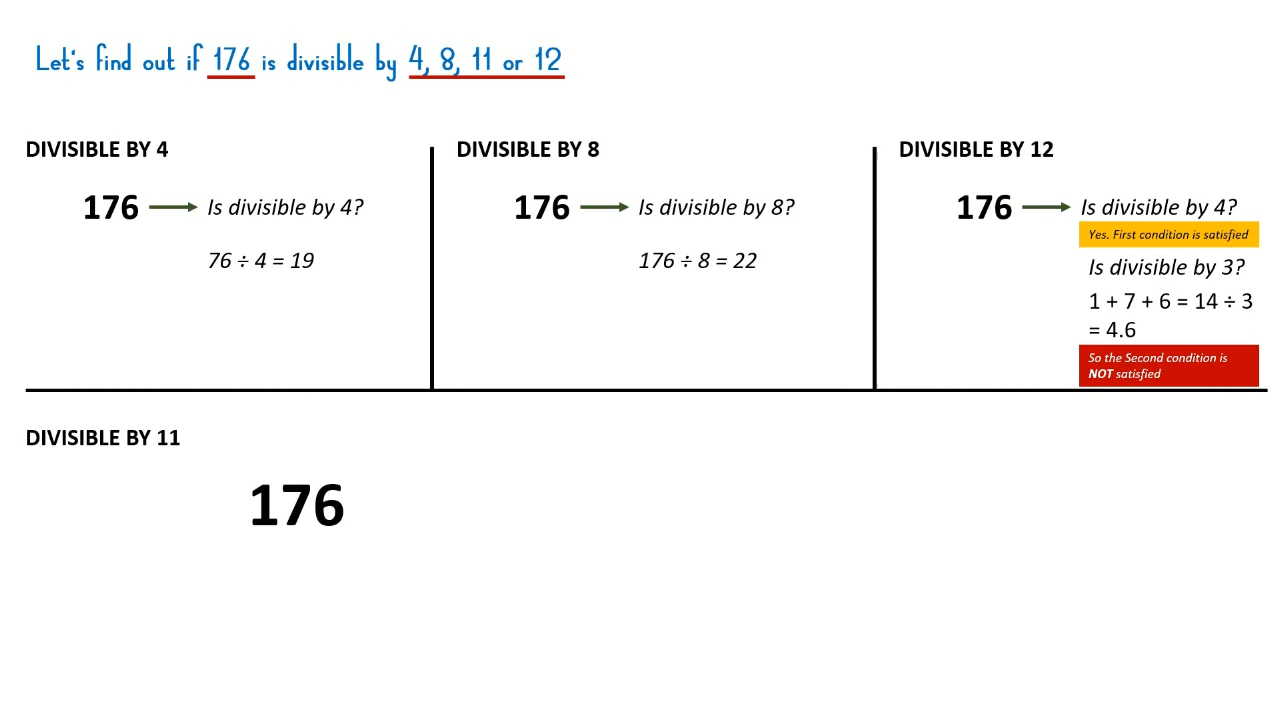 Let's find out if 176 is divisible by 4, 8, 11 or 12
DIVISIBLE BY 4
176 Is divisible by 4?
76 ÷ 4 = 19
DIVISIBLE BY 8
176 Is divisible by 8?
176 ÷ 8 = 22
DIVISIBLE BY 12
176 Is divisible by 4?
Yes. First condition is satisfied
Is divisible by 3?
1 + 7 + 6 = 14 ÷ 3
= 4.6
So the Second condition is
NOT satisfied
DIVISIBLE BY 11
176